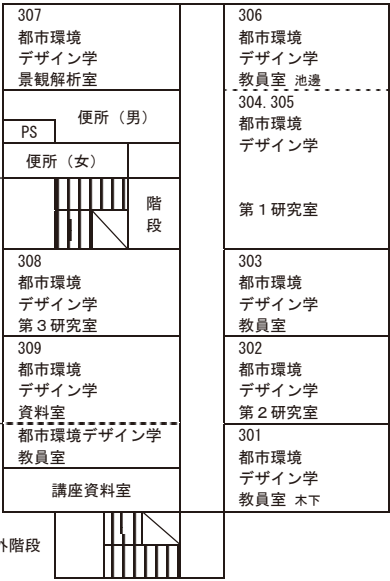 307
都市環境
デザイン学
景観解析室
便所（男）
PS
便所（女）
階
段
308
都市環境
デザイン学
第３研究室
309
都市環境
デザイン学
資料室
都市環境デザイン学
教員室
講座資料室
外階段
306
都市環境
デザイン学
教員室 池邊
304.305
都市環境
デザイン学
第１研究室
303
都市環境
デザイン学
教員室
302
都市環境
デザイン学
第２研究室
301
都市環境
デザイン学
教員室 木下